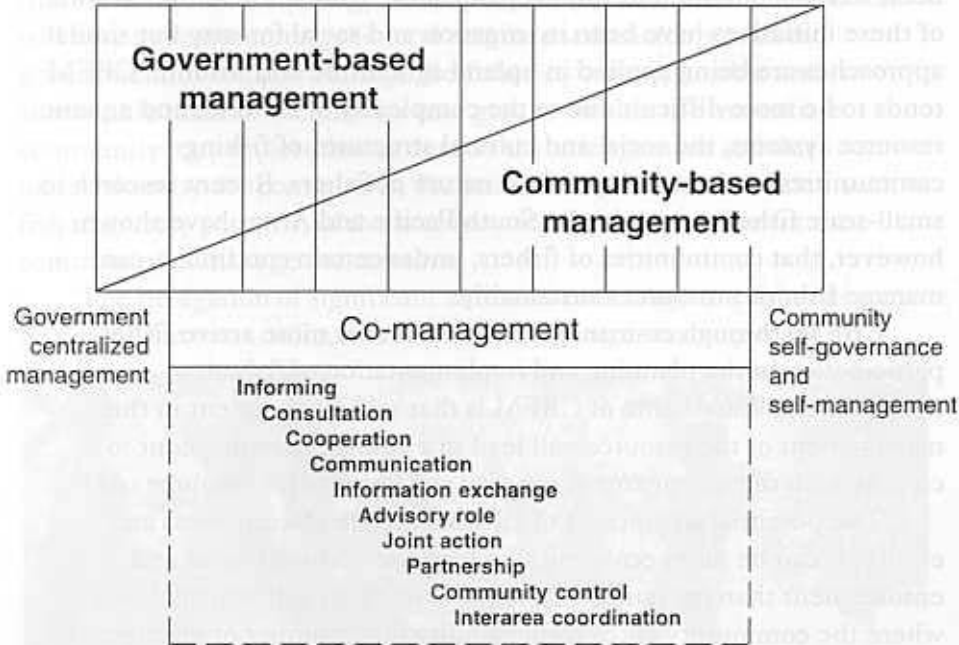 Government-based
management
Community-based
management
Government
centralized
management
Co-management
Community
self-governance
and
self-management
Informing
Consultation
Cooperation
Communication
Information exchange
Advisory role
Joint action
Partnership
Community control
Interarea coordination